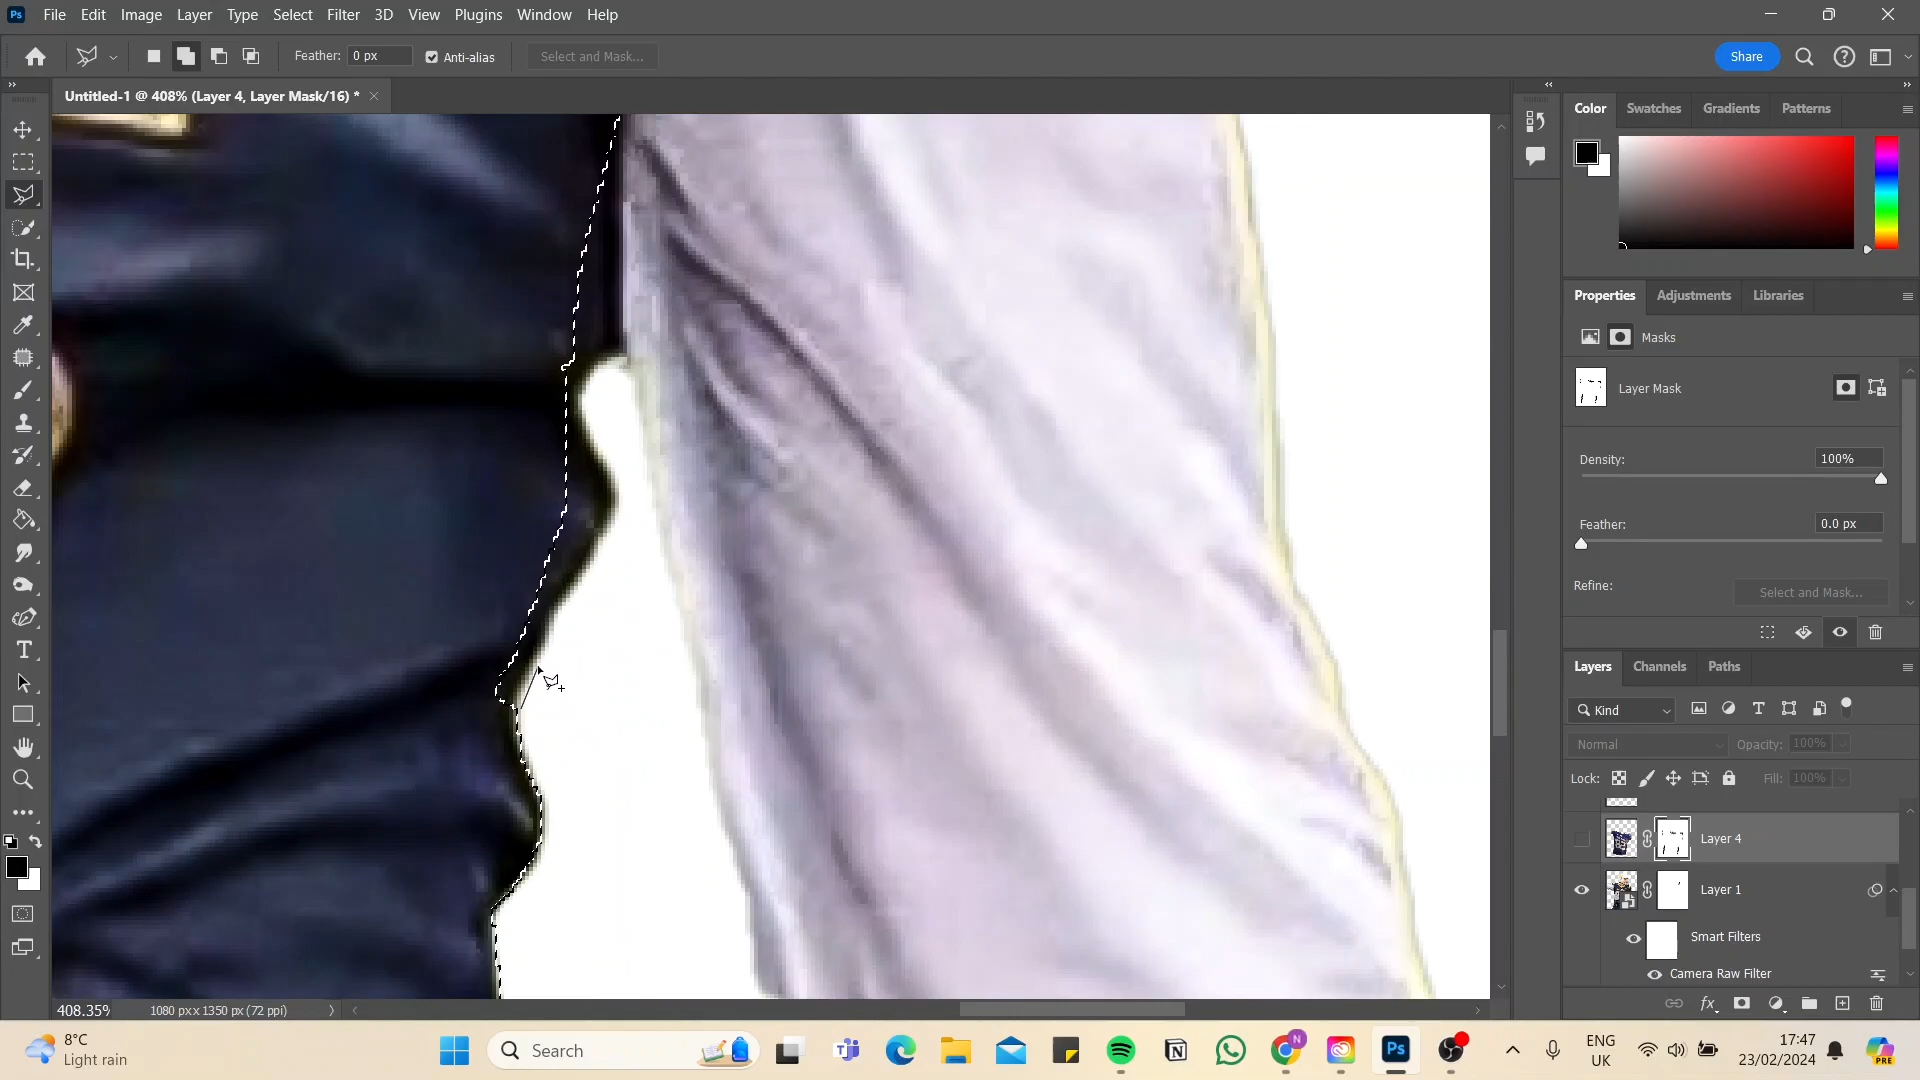 Ps File Edit Image Layer Type Select Filter 3D View Plugins Window Help
Feather: 0 px Anti-alias Select and Mask... Share
Untitled-1 @ 408% (Layer 4, Layer Mask/16) *
Color Swatches Gradients Patterns
Properties Adjustments Libraries
Masks
Layer Mask
Density: 100%
Feather: 0.0 px
Refine: Select and Mask...
Layers Channels Paths
Kind
Normal Opacity: 100%
Lock: Fill: 100%
Layer 4
Layer 1
Smart Filters
Camera Raw Filter
408.35% 1080 px x 1350 px (72 ppi)
8°C
Light rain
Search
N
Ps
ENG
UK
17:47
23/02/2024
PRE